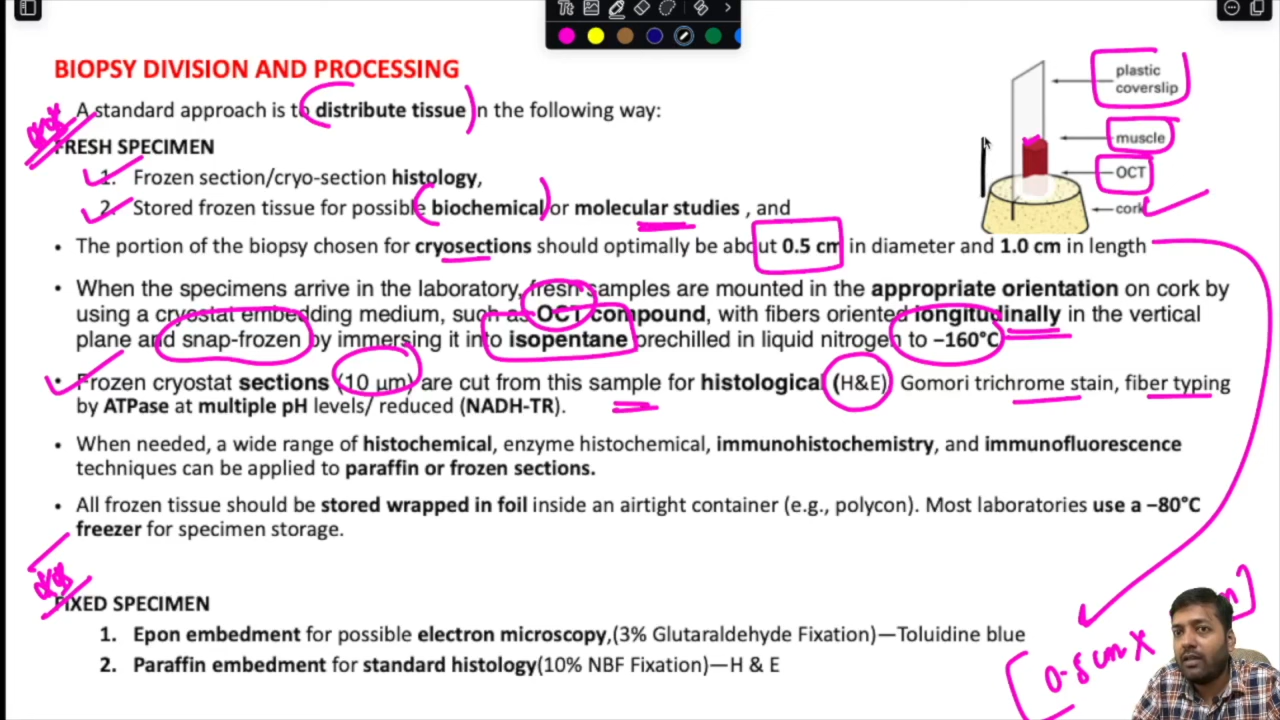 BIOPSY DIVISION AND PROCESSING
A standard approach is to distribute tissue in the following way:
FRESH SPECIMEN
1. Frozen section/cryo-section histology,
2. Stored frozen tissue for possible biochemical or molecular studies , and
• The portion of the biopsy chosen for cryosections should optimally be about 0.5 cm in diameter and 1.0 cm in length
• When the specimens arrive in the laboratory, fresh samples are mounted in the appropriate orientation on cork by
using a cryostat embedding medium, such as OCT compound, with fibers oriented longitudinally in the vertical
plane and snap-frozen by immersing it into isopentane prechilled in liquid nitrogen to −160°C
• Frozen cryostat sections (10 μm) are cut from this sample for histological (H&E) Gomori trichrome stain, fiber typing
by ATPase at multiple pH levels/ reduced (NADH-TR).
• When needed, a wide range of histochemical, enzyme histochemical, immunohistochemistry, and immunofluorescence
techniques can be applied to paraffin or frozen sections.
• All frozen tissue should be stored wrapped in foil inside an airtight container (e.g., polycon). Most laboratories use a −80°C
freezer for specimen storage.
FIXED SPECIMEN
1. Epon embedment for possible electron microscopy,(3% Glutaraldehyde Fixation)—Toluidine blue
2. Paraffin embedment for standard histology(10% NBF Fixation)—H & E
plastic
coverslip
muscle
OCT
cork
Tt